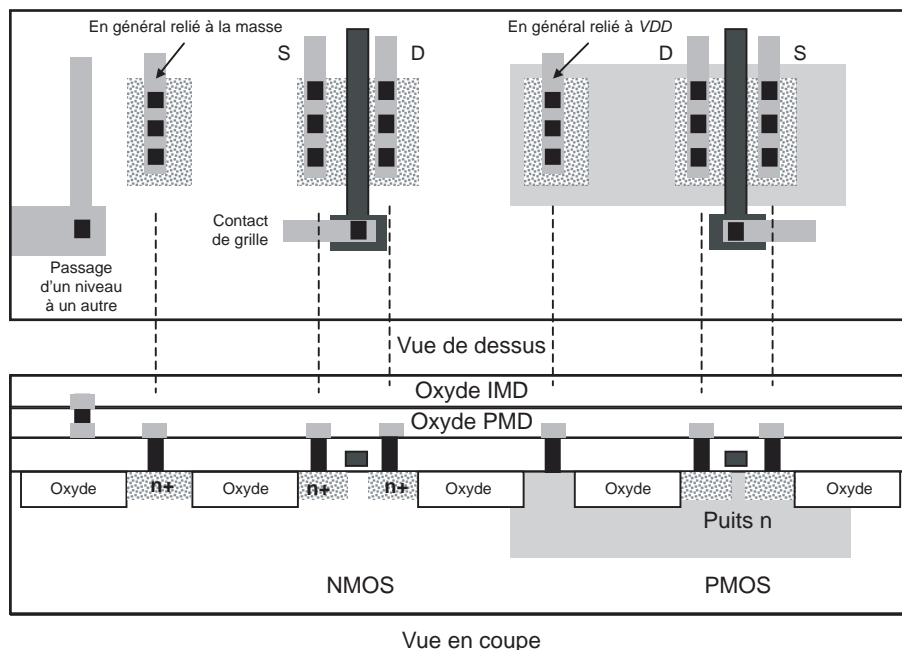 En général relié à la masse
S
D
En général relié à VDD
D
S
Contact
de grille
Passage
d'un niveau
à un autre
Vue de dessus
Oxyde IMD
Oxyde PMD
Oxyde
n+
Oxyde
n+
n+
Oxyde
Oxyde
Oxyde
Puits n
NMOS
PMOS
Vue en coupe